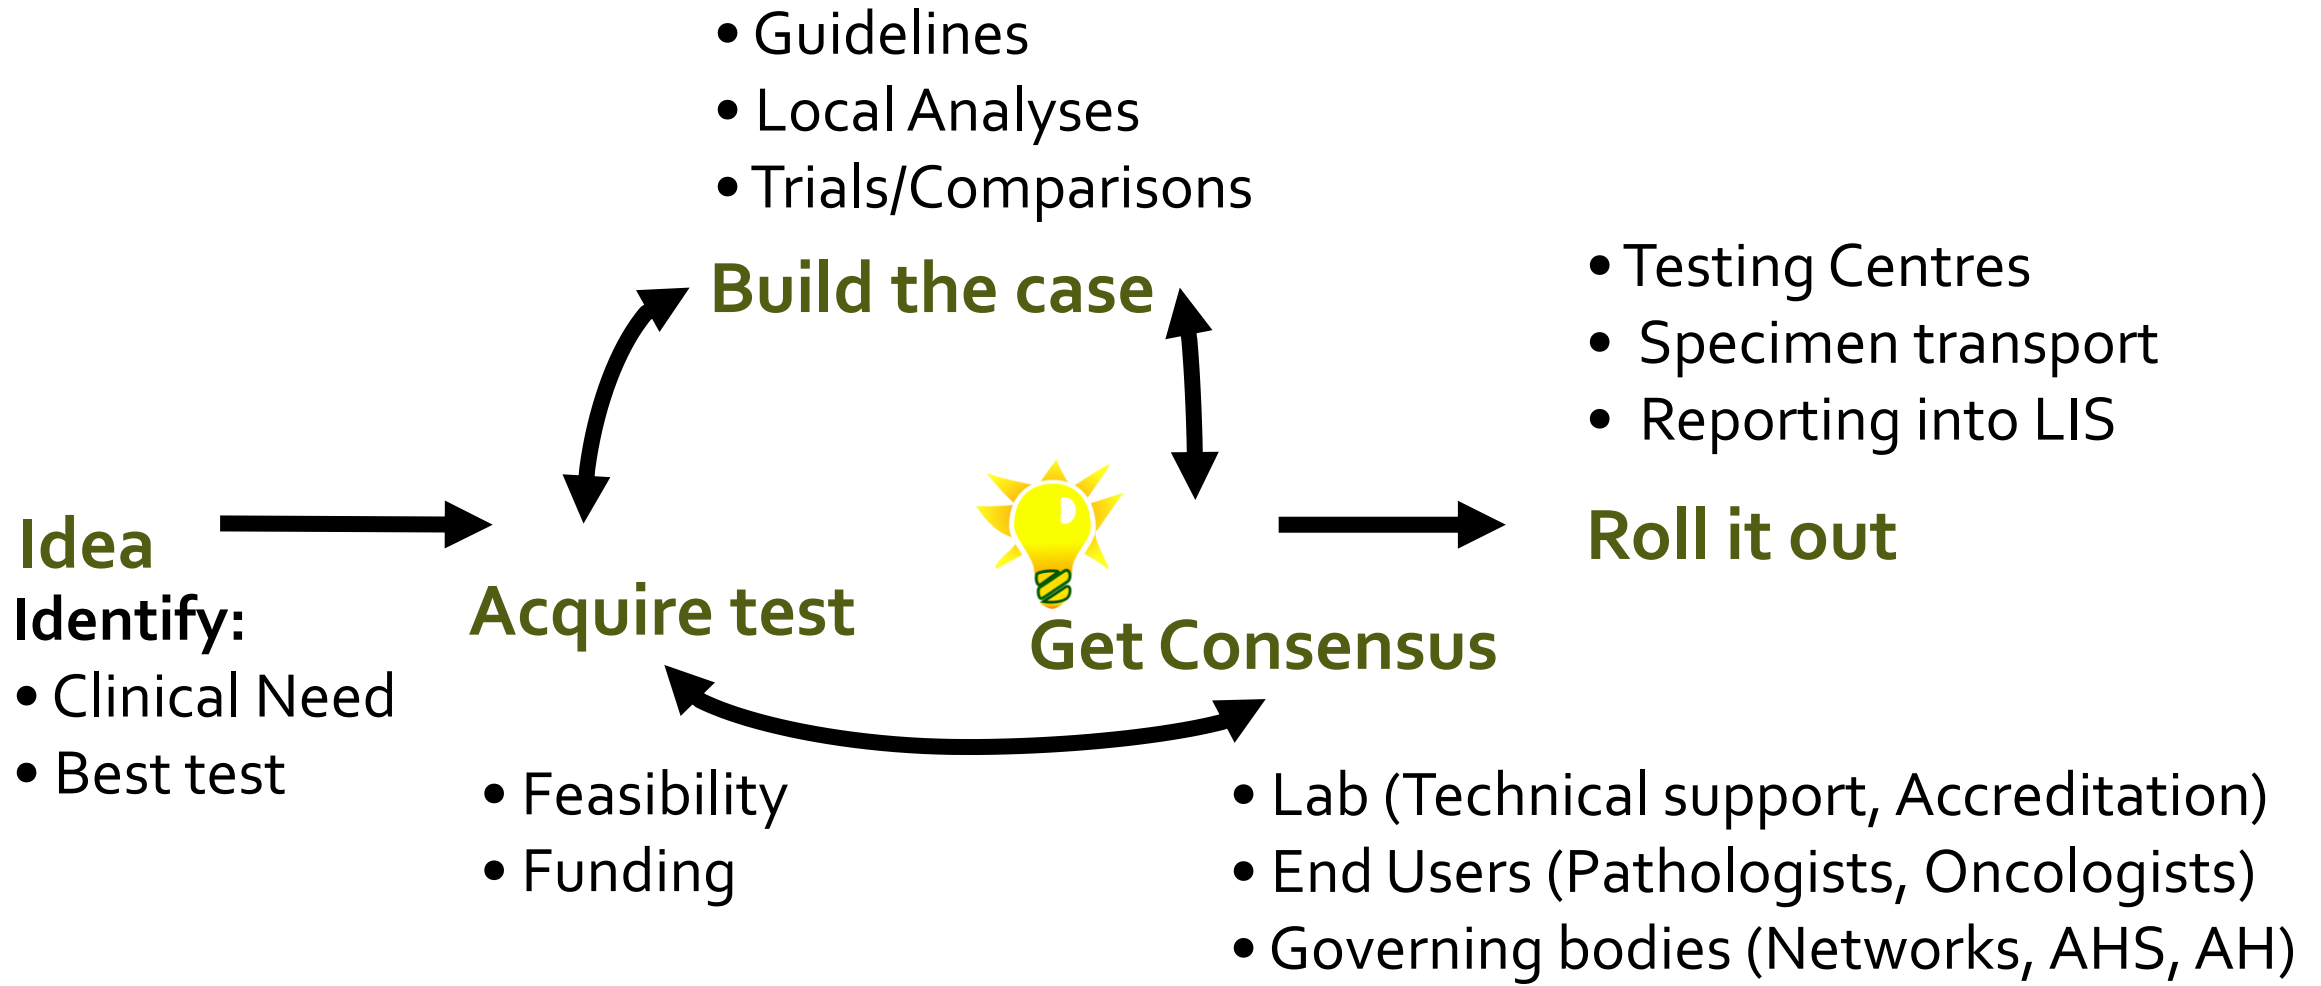 • Guidelines
• Local Analyses
• Trials/Comparisons
Build the case
• Testing Centres
• Specimen transport
• Reporting into LIS
Roll it out
Idea
Identify:
• Clinical Need
• Best test
Acquire test
• Feasibility
• Funding
Get Consensus
• Lab (Technical support, Accreditation)
• End Users (Pathologists, Oncologists)
• Governing bodies (Networks, AHS, AH)